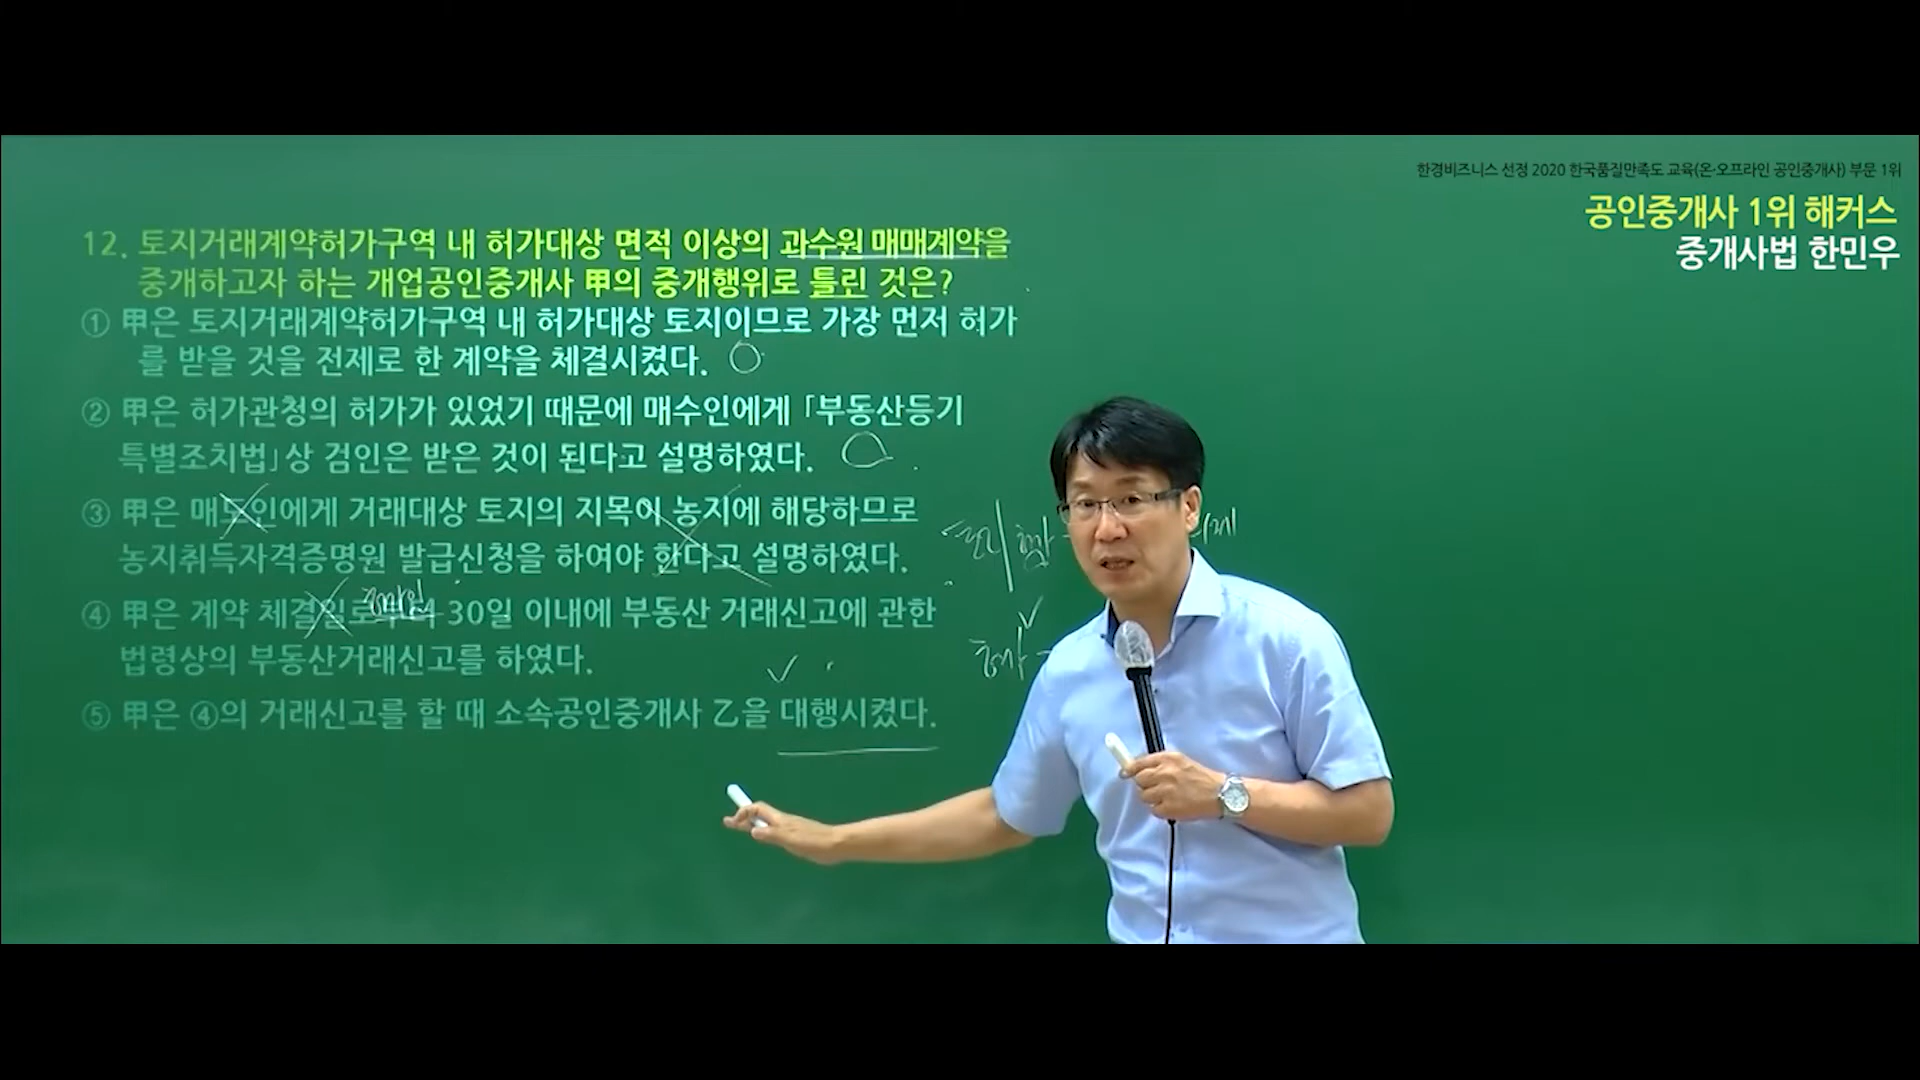 한경비즈니스 선정 2020 한국품질만족도 교육(온·오프라인 공인중개사) 부문 1위
공인중개사 1위 해커스
중개사법 한민우
12. 토지거래계약허가구역 내 허가대상 면적 이상의 과수원 매매계약을
중개하고자 하는 개업공인중개사 甲의 중개행위로 틀린 것은?
① 甲은 토지거래계약허가구역 내 허가대상 토지이므로 가장 먼저 허가
를 받을 것을 전제로 한 계약을 체결시켰다.
② 甲은 허가관청의 허가가 있었기 때문에 매수인에게 「부동산등기
특별조치법」상 검인은 받은 것이 된다고 설명하였다.
③ 甲은 매도인에게 거래대상 토지의 지목이 농지에 해당하므로
농지취득자격증명원 발급신청을 하여야 한다고 설명하였다.
④ 甲은 계약 체결일로부터 30일 이내에 부동산 거래신고에 관한
법령상의 부동산거래신고를 하였다.
⑤ 甲은 ④의 거래신고를 할 때 소속공인중개사 乙을 대행시켰다.